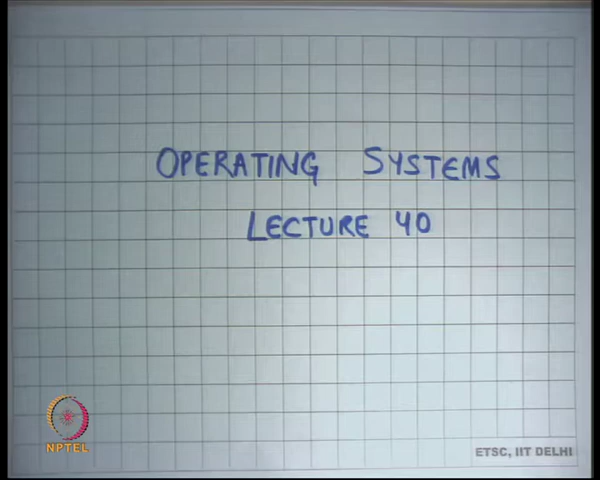 OPERATING SYSTEMS
LECTURE 40
NPTEL
ETSC, IIT DELHI